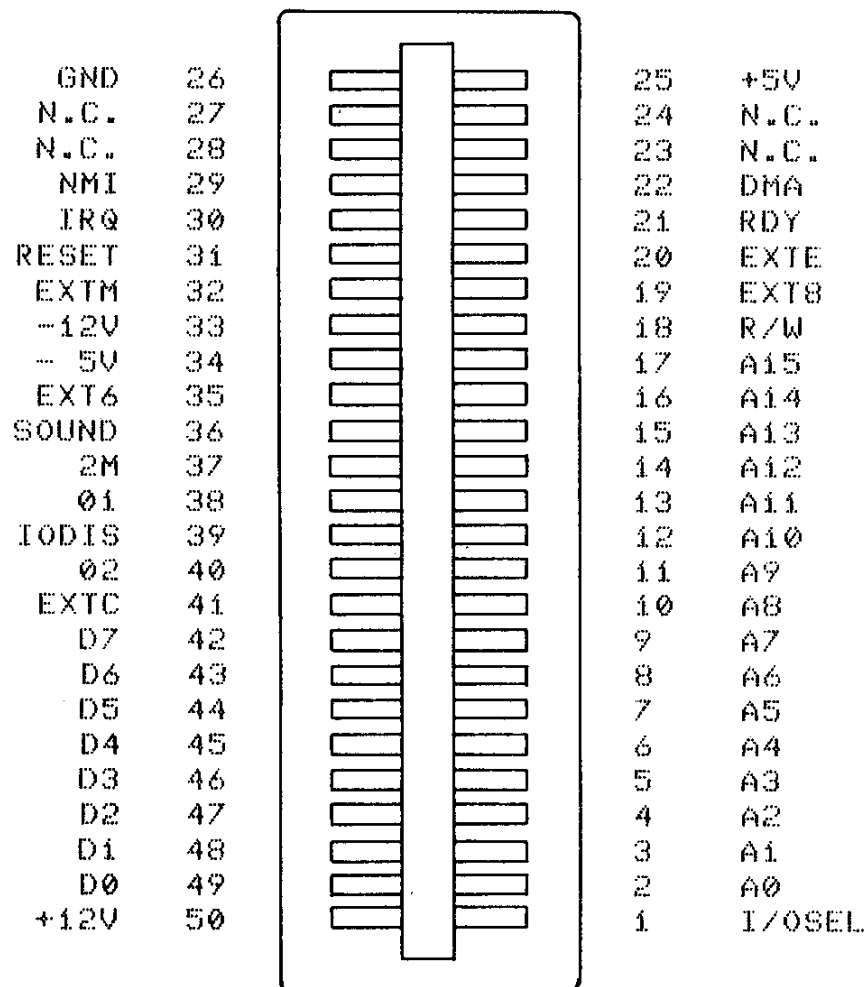 GND 26 25 +5V
N.C. 27 24 N.C.
N.C. 28 23 N.C.
NMI 29 22 DMA
IRQ 30 21 RDY
RESET 31 20 EXTE
EXTM 32 19 EXT8
-12V 33 18 R/W
- 5V 34 17 A15
EXT6 35 16 A14
SOUND 36 15 A13
2M 37 14 A12
01 38 13 A11
IODIS 39 12 A10
02 40 11 A9
EXTC 41 10 A8
D7 42 9 A7
D6 43 8 A6
D5 44 7 A5
D4 45 6 A4
D3 46 5 A3
D2 47 4 A2
D1 48 3 A1
D0 49 2 A0
+12V 50 1 I/OSEL